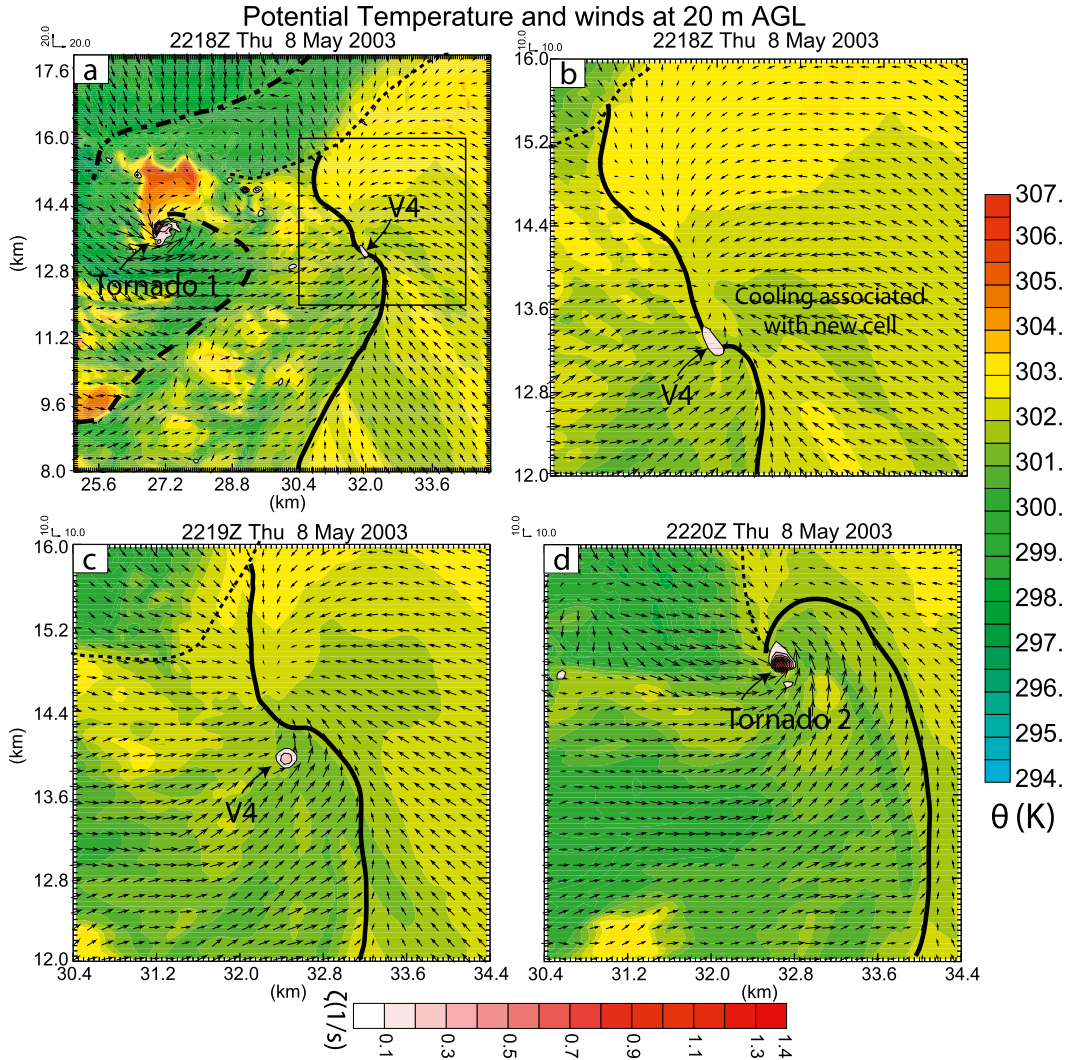 Potential Temperature and winds at 20 m AGL
2218Z Thu 8 May 2003
20.0
20.0
a
17.6
16.0
14.4
12.8
11.2
9.6
8.0
(km)
V4
Tornado 1
25.6 27.2 28.8 30.4 32.0 33.6
(km)
2218Z Thu 8 May 2003
10.0
10.0
b
16.0
15.2
14.4
13.6
12.8
12.0
Cooling associated
with new cell
V4
2219Z Thu 8 May 2003
10.0
10.0
c
16.0
15.2
14.4
13.6
12.8
12.0
(km)
V4
30.4 31.2 32.0 32.8 33.6 34.4
(km)
2220Z Thu 8 May 2003
10.0
10.0
d
Tornado 2
30.4 31.2 32.0 32.8 33.6 34.4
(km)
307.
306.
305.
304.
303.
302.
301.
300.
299.
298.
297.
296.
295.
294.
θ (K)
ζ(1/s)
0.1 0.3 0.5 0.7 0.9 1.1 1.3 1.4